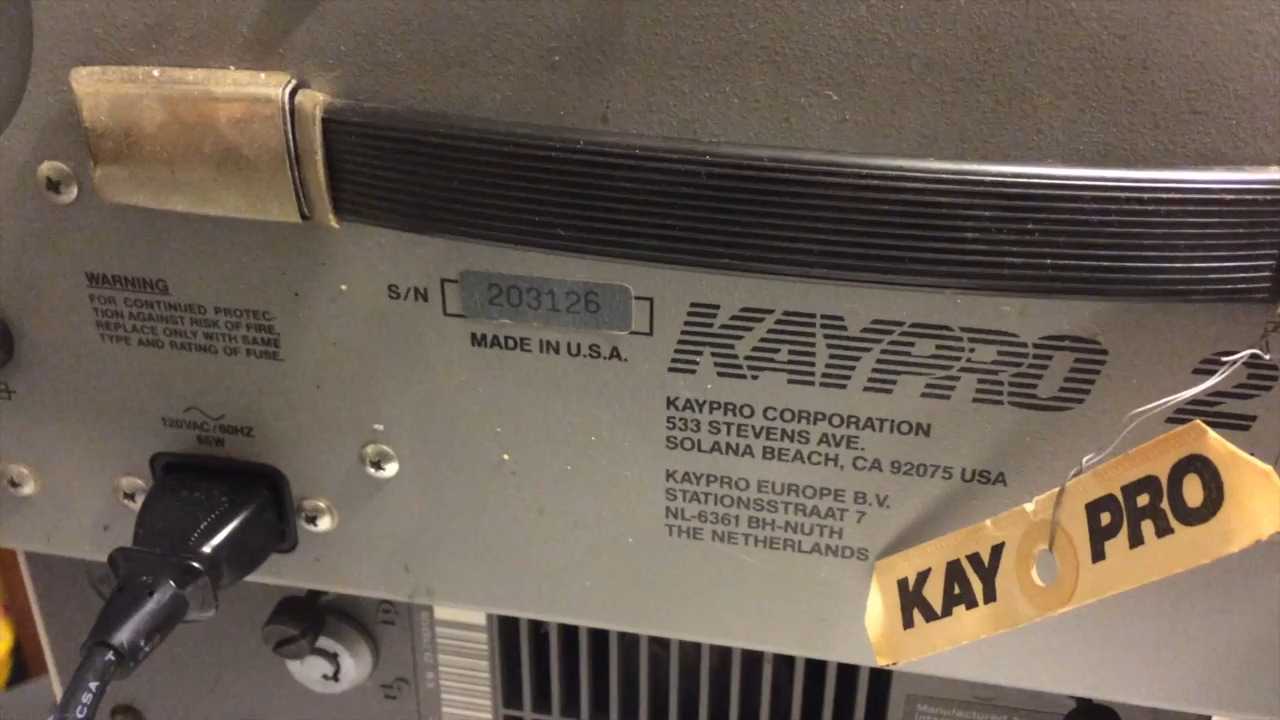 WARNING
FOR CONTINUED PROTEC-
TION AGAINST RISK OF FIRE,
REPLACE ONLY WITH SAME
TYPE AND RATING OF FUSE.
120VAC/60HZ
65W
S/N 203126
MADE IN U.S.A.
KAYPRO 2
KAYPRO CORPORATION
533 STEVENS AVE.
SOLANA BEACH, CA 92075 USA
KAYPRO EUROPE B.V.
STATIONSSTRAAT 7
NL-6361 BH-NUTH
THE NETHERLANDS
KAY PRO
CSA
Manufactured